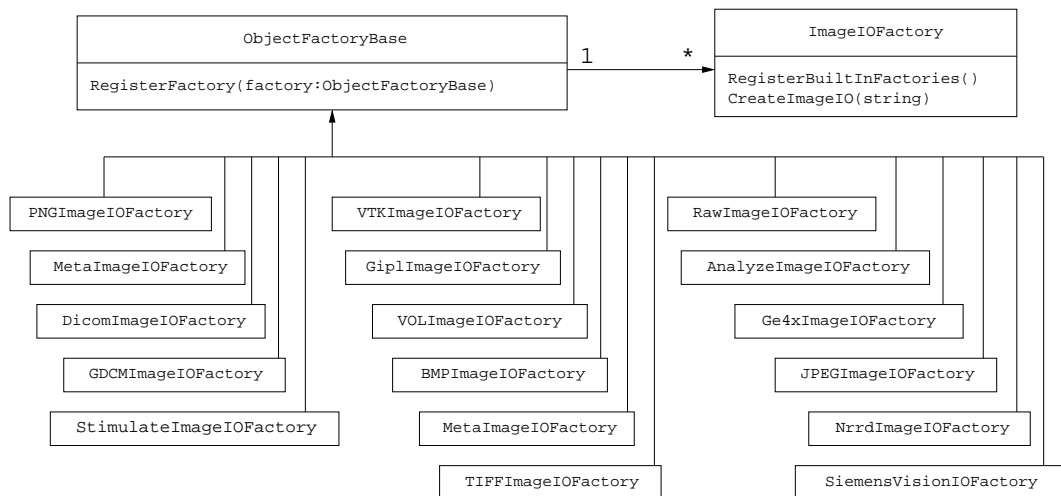 ObjectFactoryBase
RegisterFactory(factory:ObjectFactoryBase)
1
*
ImageIOFactory
RegisterBuiltInFactories()
CreateImageIO(string)
PNGImageIOFactory
VTKImageIOFactory
RawImageIOFactory
MetaImageIOFactory
GiplImageIOFactory
AnalyzeImageIOFactory
DicomImageIOFactory
VOLImageIOFactory
Ge4xImageIOFactory
GDCMImageIOFactory
BMPImageIOFactory
JPEGImageIOFactory
StimulateImageIOFactory
MetaImageIOFactory
NrrdImageIOFactory
TIFFImageIOFactory
SiemensVisionIOFactory